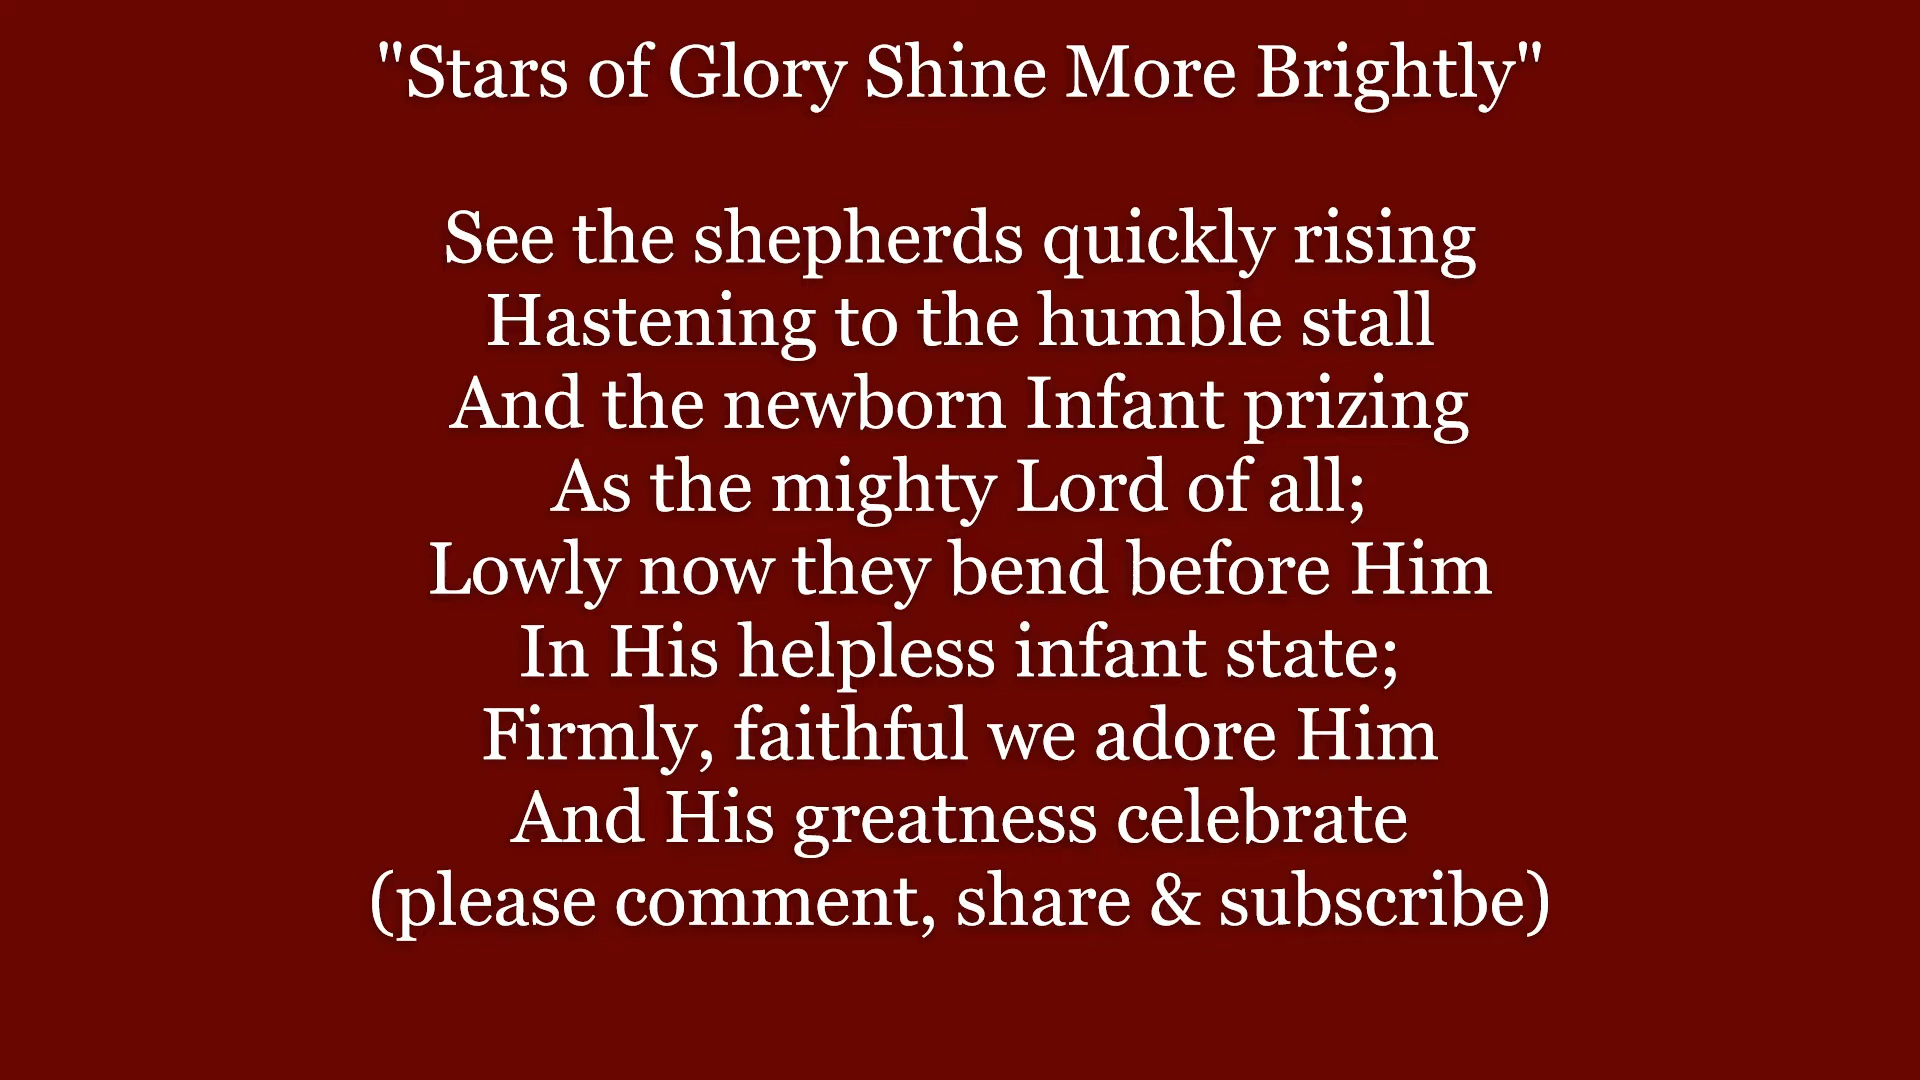 "Stars of Glory Shine More Brightly"
See the shepherds quickly rising
Hastening to the humble stall
And the newborn Infant prizing
As the mighty Lord of all;
Lowly now they bend before Him
In His helpless infant state;
Firmly, faithful we adore Him
And His greatness celebrate
(please comment, share & subscribe)